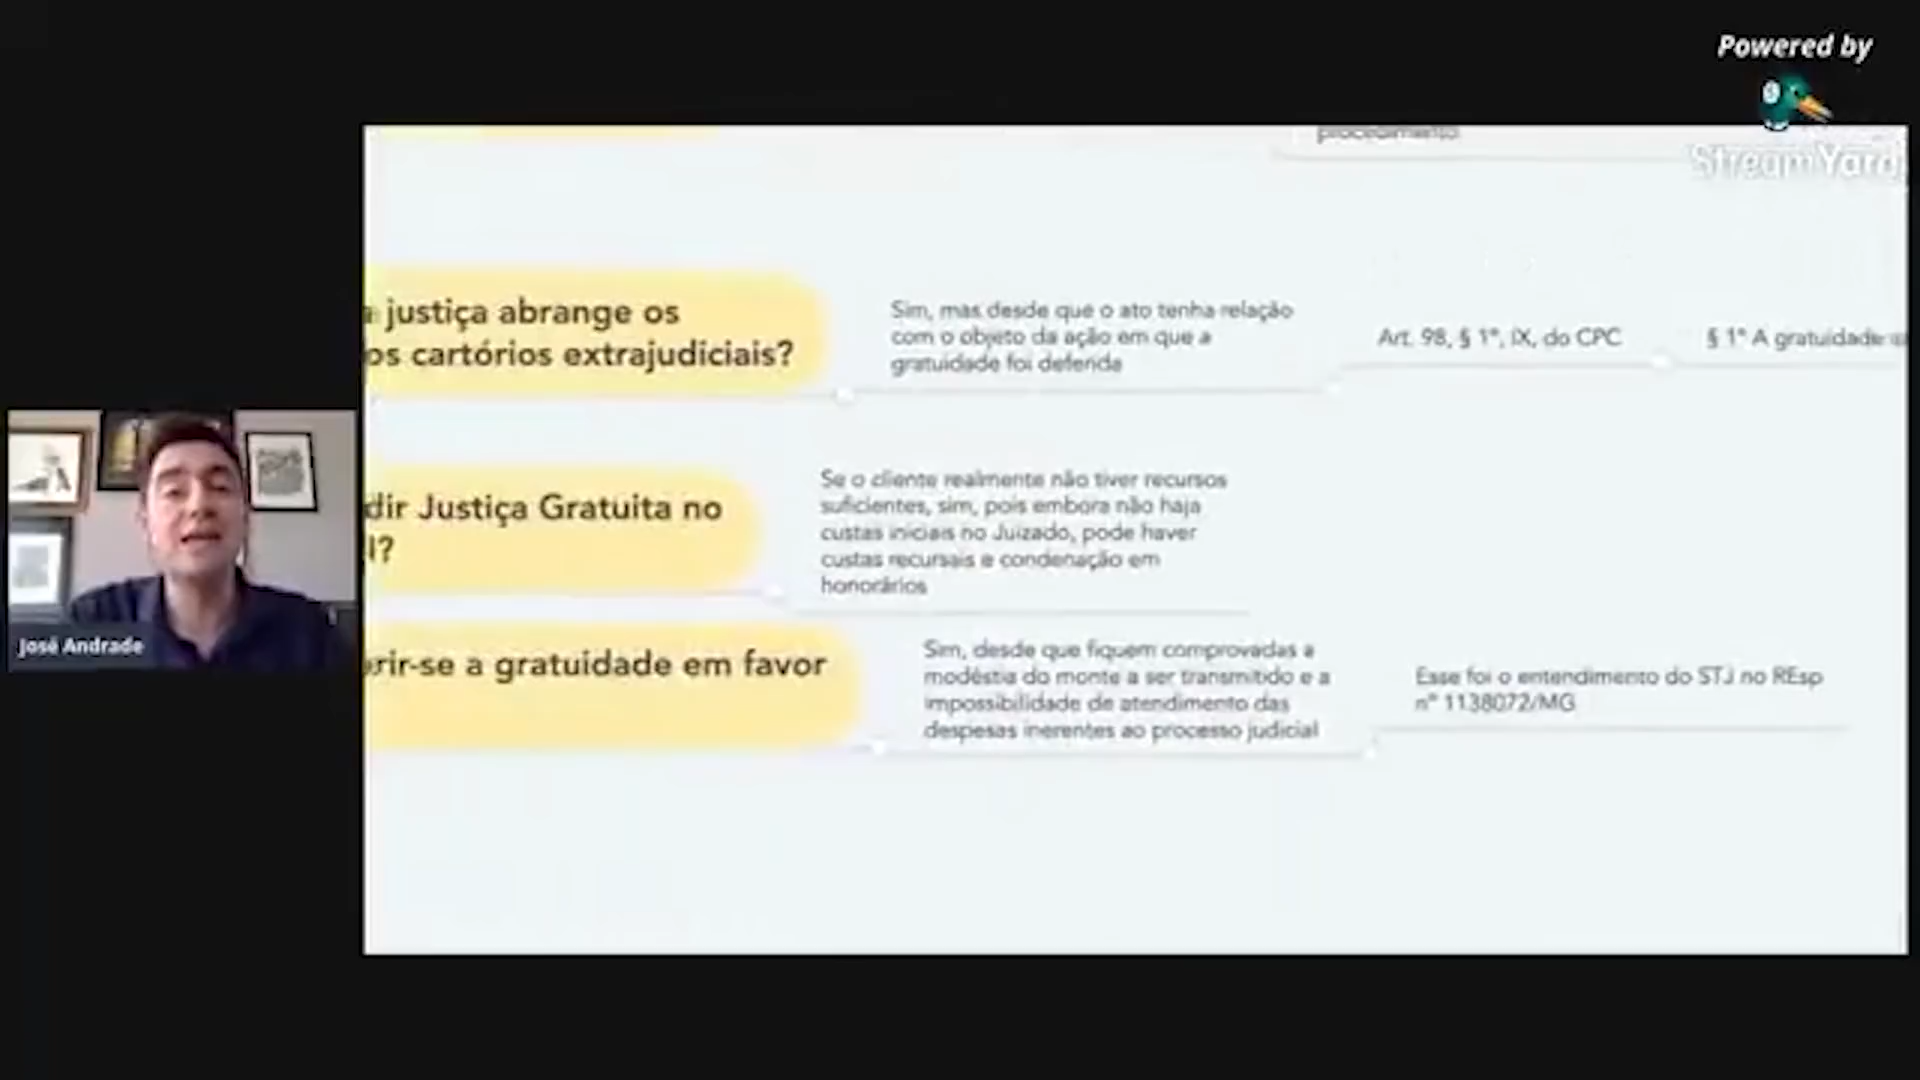 Powered by
StreamYard
procedimento
justiça abrange os
os cartórios extrajudiciais?
Sim, mas desde que o ato tenha relação
com o objeto da ação em que a
gratuidade foi deferida
Art. 98, § 1º, IX, do CPC
§ 1º A gratuidade
dir Justiça Gratuita no
l?
Se o cliente realmente não tiver recursos
suficientes, sim, pois embora não haja
custas iniciais no Juizado, pode haver
custas recursais e condenação em
honorários
rir-se a gratuidade em favor
Sim, desde que fiquem comprovadas a
modéstia do monte a ser transmitido e a
impossibilidade de atendimento das
despesas inerentes ao processo judicial
Esse foi o entendimento do STJ no REsp
nº 1138072/MG
José Andrade